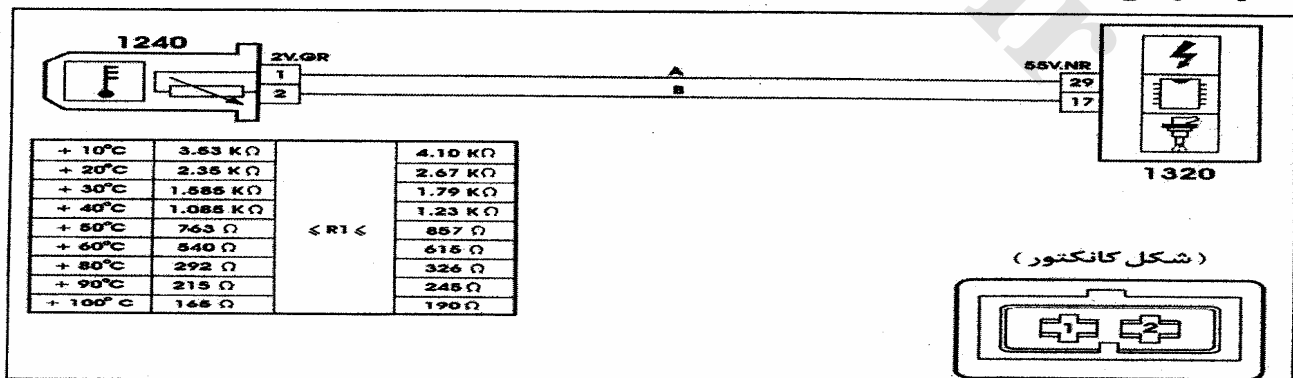 1240
2V.GR
1
2
A
B
55V.NR
29
17
1320
+ 10°C 3.53 KΩ 4.10 KΩ
+ 20°C 2.35 KΩ 2.67 KΩ
+ 30°C 1.585 KΩ 1.79 KΩ
+ 40°C 1.085 KΩ 1.23 KΩ
+ 50°C 763 Ω ⩽ R1 ⩽ 857 Ω
+ 60°C 540 Ω 615 Ω
+ 80°C 292 Ω 326 Ω
+ 90°C 215 Ω 245 Ω
+ 100°C 165 Ω 190 Ω
( شکل کانکتور )
1 2